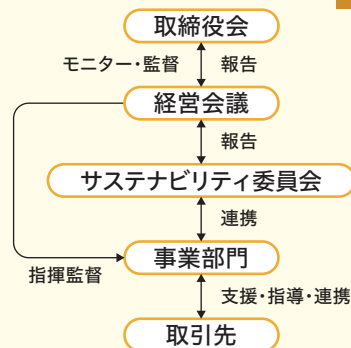 取締役会
モニター・監督 報告
経営会議
報告
サステナビリティ委員会
連携
事業部門
指揮監督
支援・指導・連携
取引先